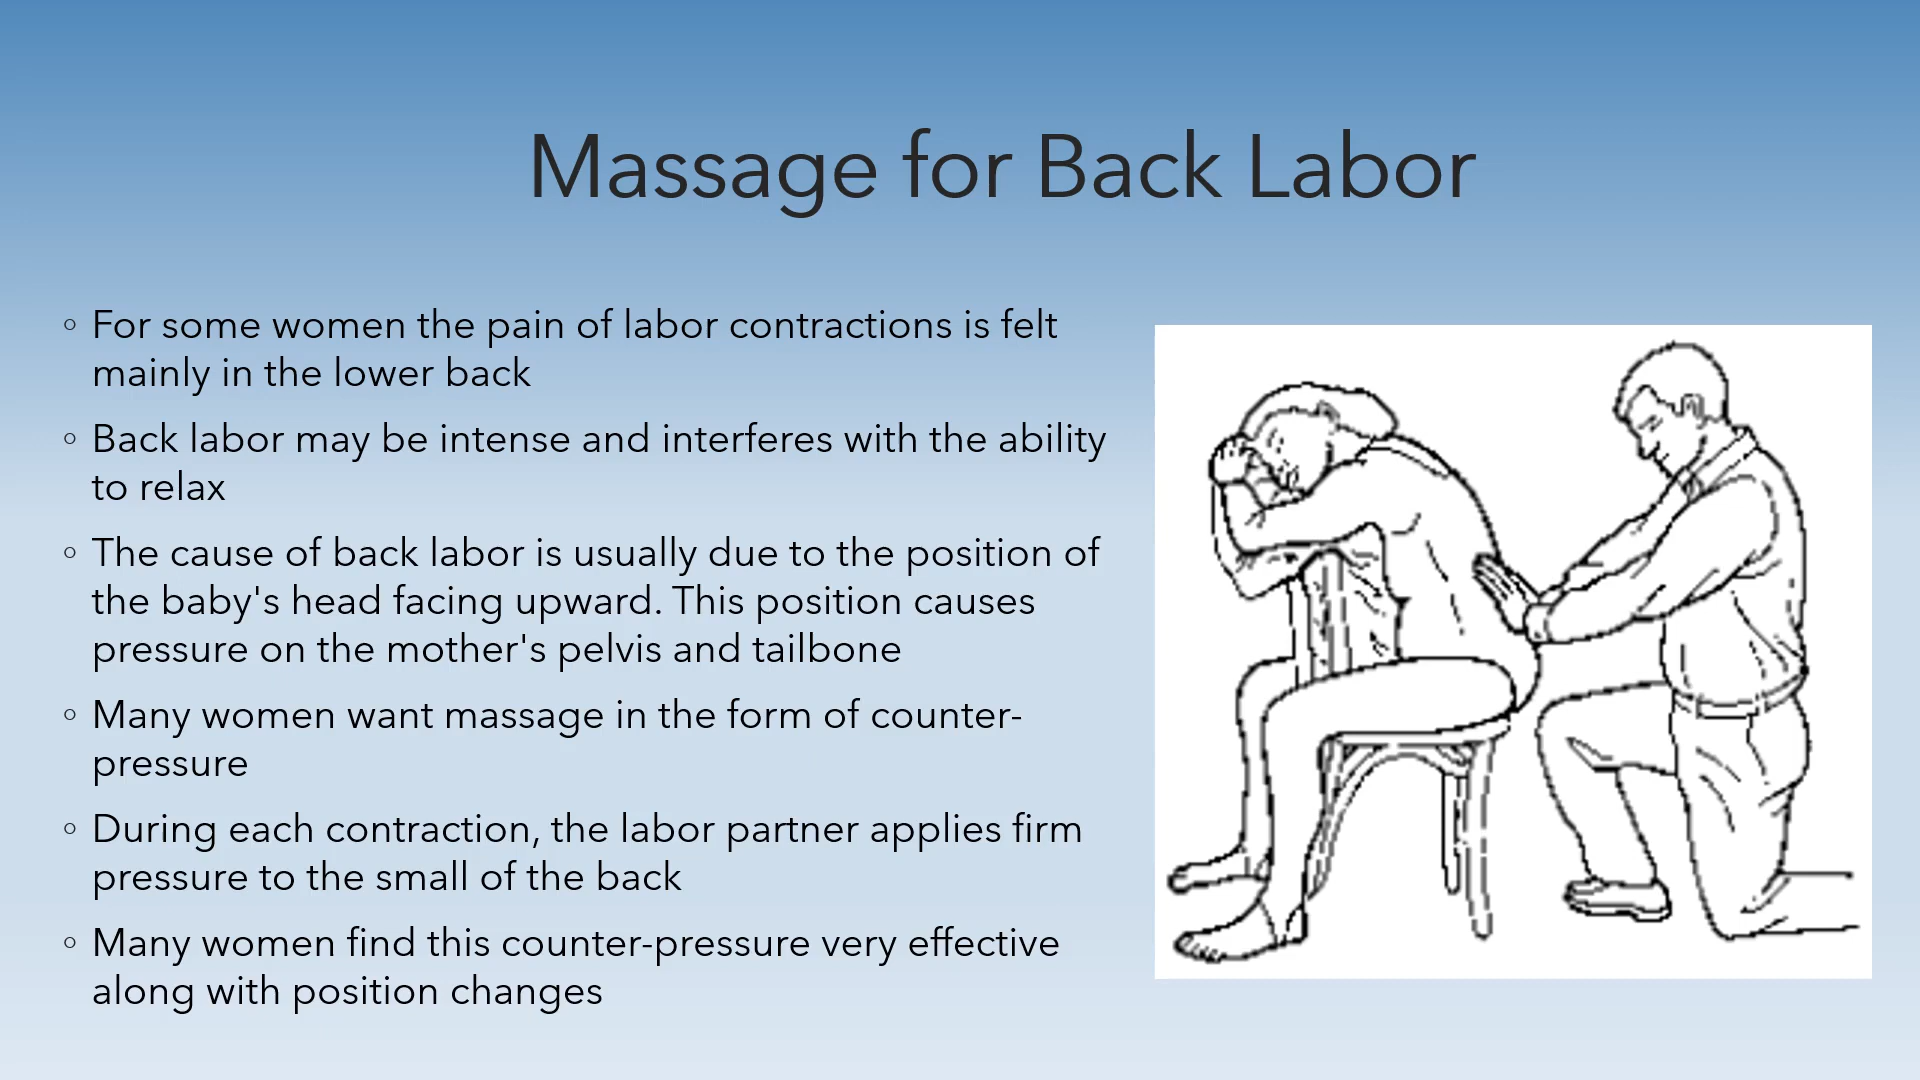 Massage for Back Labor
◦ For some women the pain of labor contractions is felt
mainly in the lower back
◦ Back labor may be intense and interferes with the ability
to relax
◦ The cause of back labor is usually due to the position of
the baby's head facing upward. This position causes
pressure on the mother's pelvis and tailbone
◦ Many women want massage in the form of counter-
pressure
◦ During each contraction, the labor partner applies firm
pressure to the small of the back
◦ Many women find this counter-pressure very effective
along with position changes